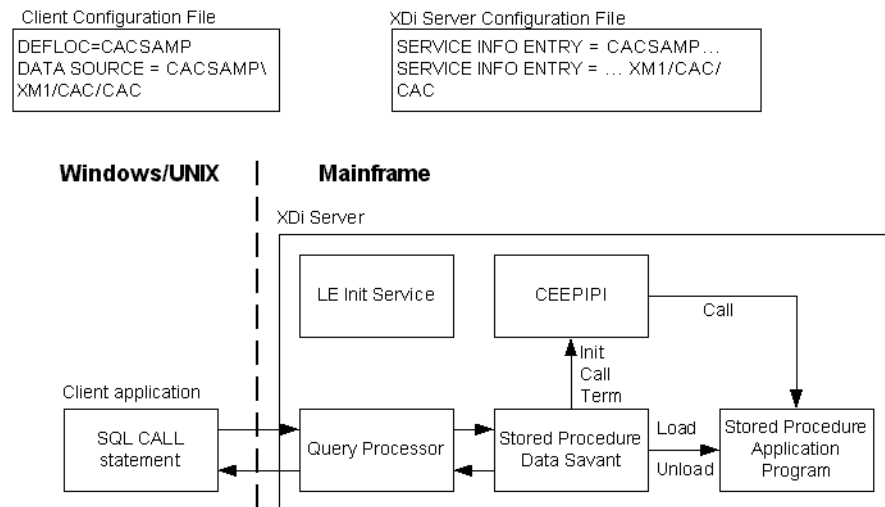 Client Configuration File
DEFLOC=CACSAMP
DATA SOURCE = CACSAMP\
XM1/CAC/CAC
XDi Server Configuration File
SERVICE INFO ENTRY = CACSAMP…
SERVICE INFO ENTRY = … XM1/CAC/
CAC
Windows/UNIX
Mainframe
XDi Server
LE Init Service
CEEPIPI
Call
Init
Call
Term
Client application
SQL CALL
statement
Query Processor
Stored Procedure
Data Savant
Load
Unload
Stored Procedure
Application
Program